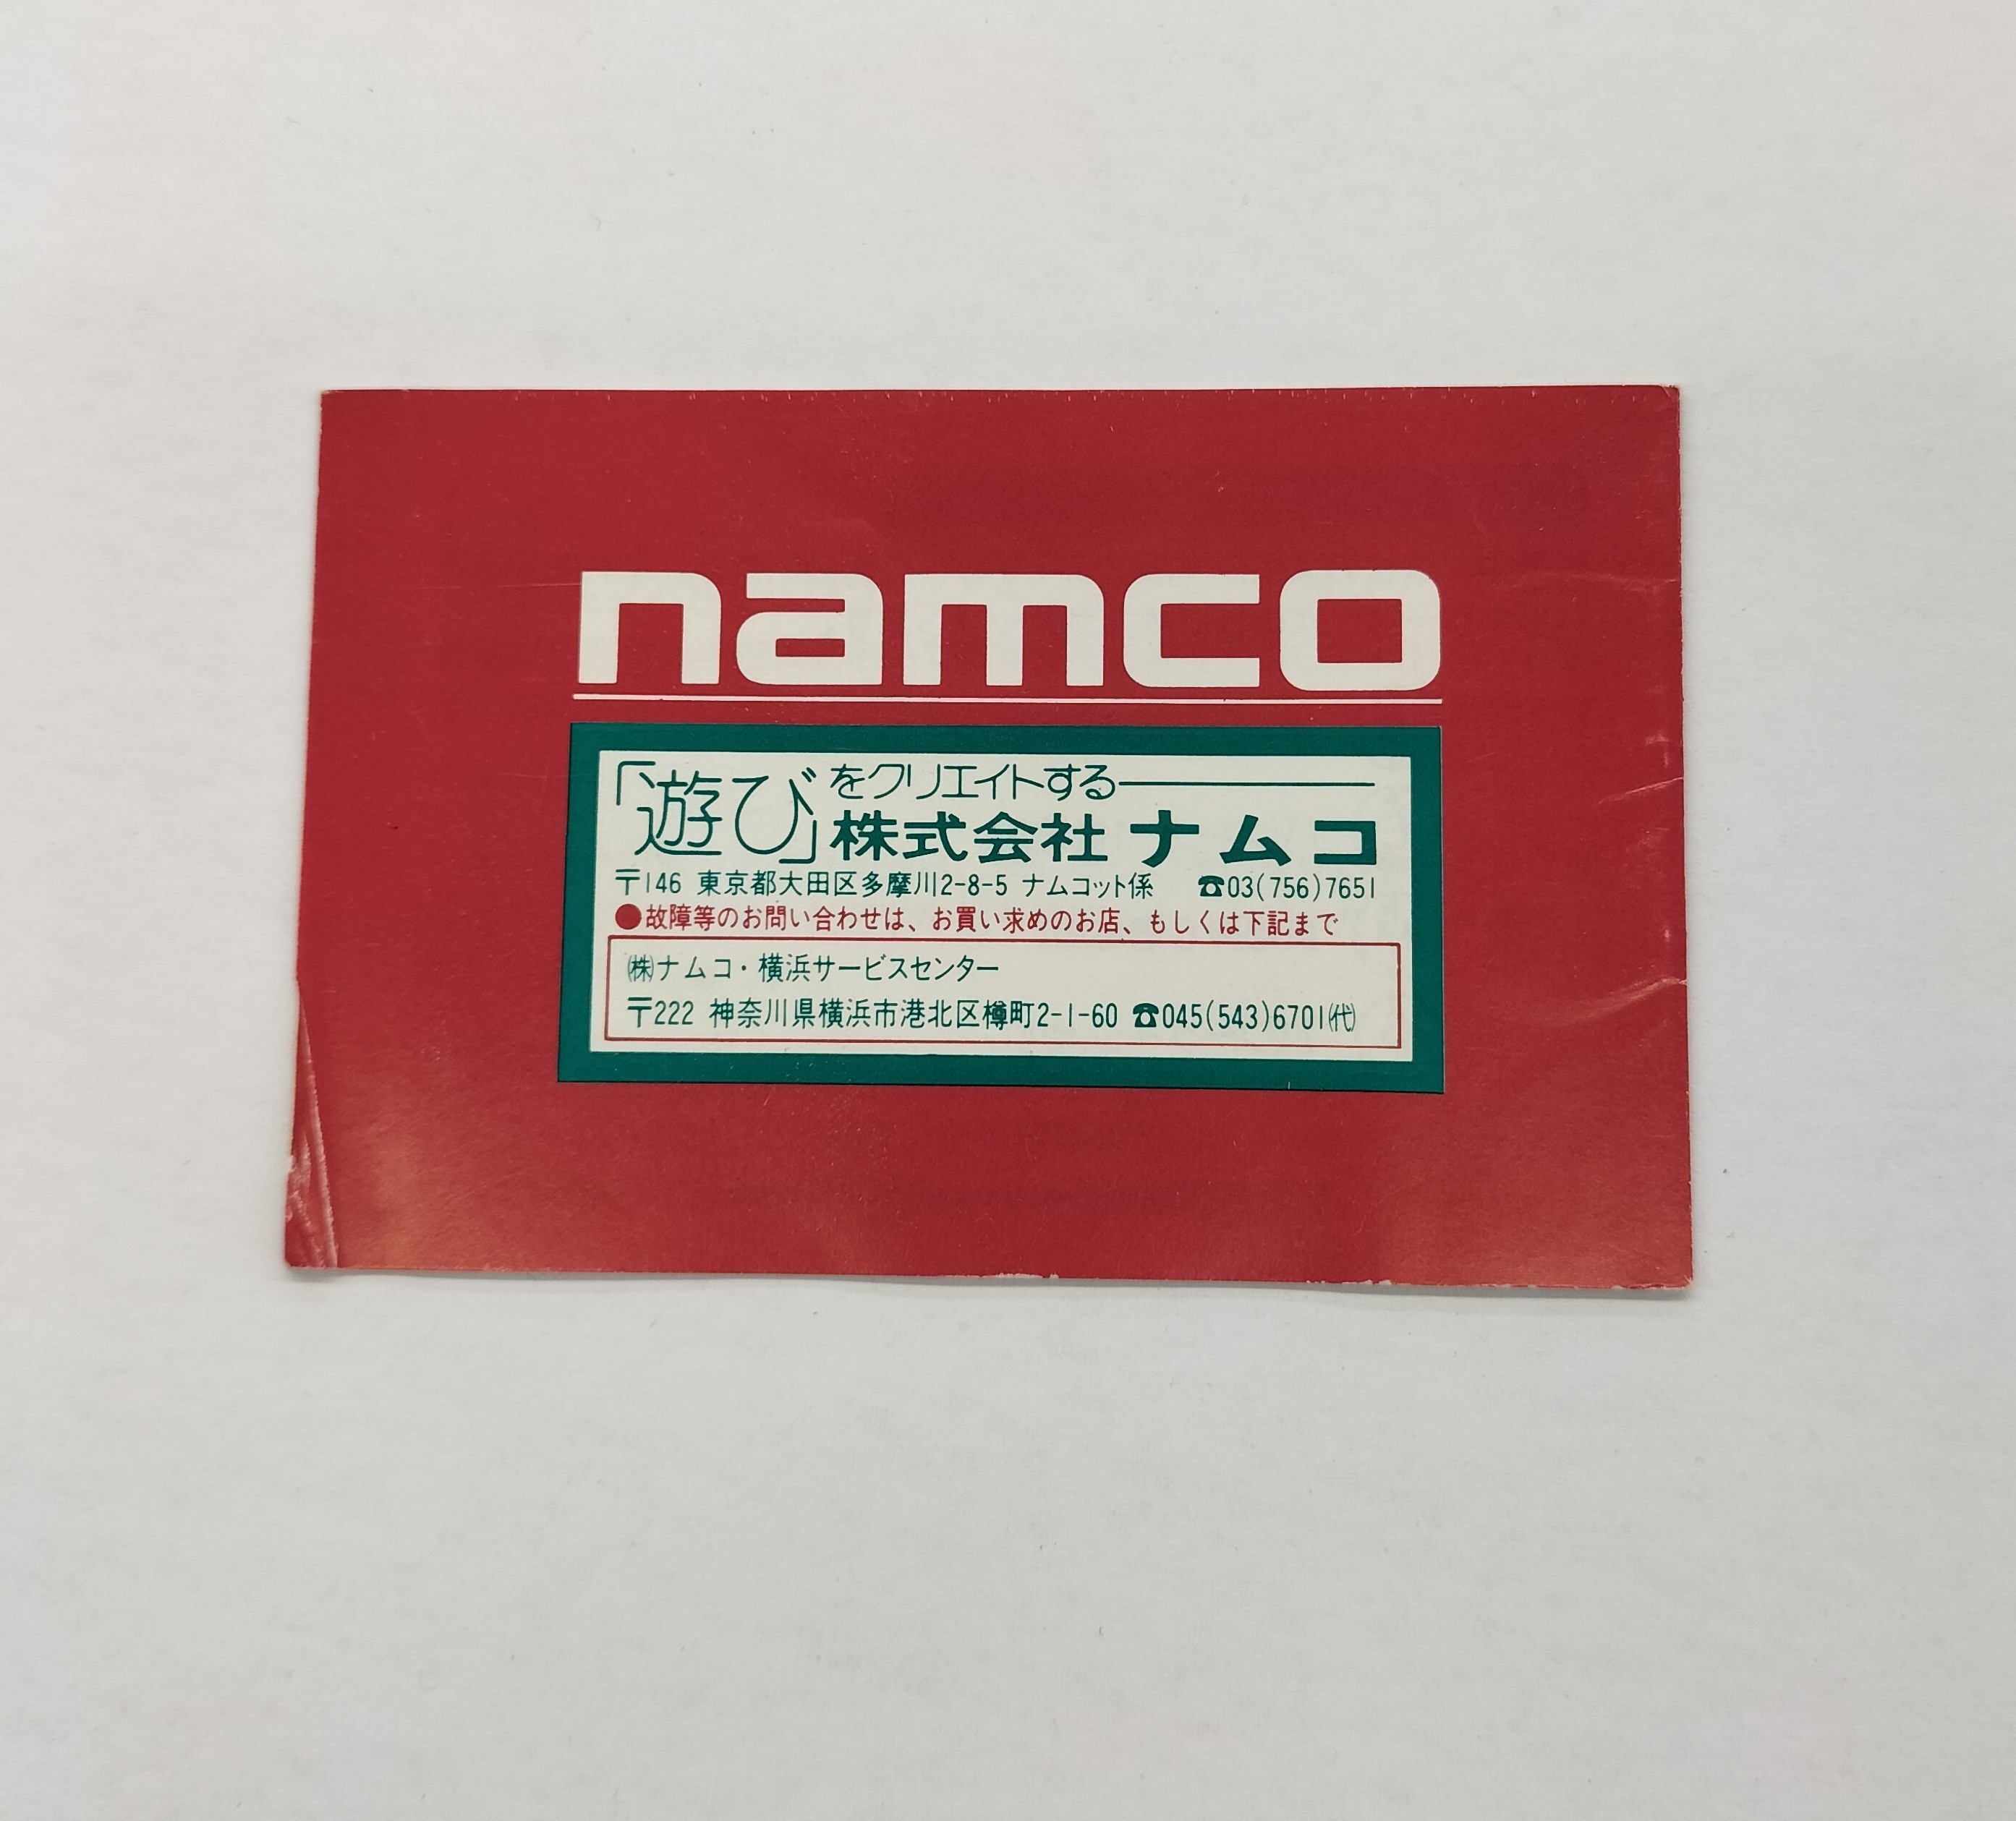 namco
「遊び」をクリエイトする
株式会社ナムコ
〒146 東京都大田区多摩川2-8-5 ナムコット係 ☎03(756)7651
●故障等のお問い合わせは、お買い求めのお店、もしくは下記まで
㈱ナムコ・横浜サービスセンター
〒222 神奈川県横浜市港北区樽町2-1-60 ☎045(543)6701㈹